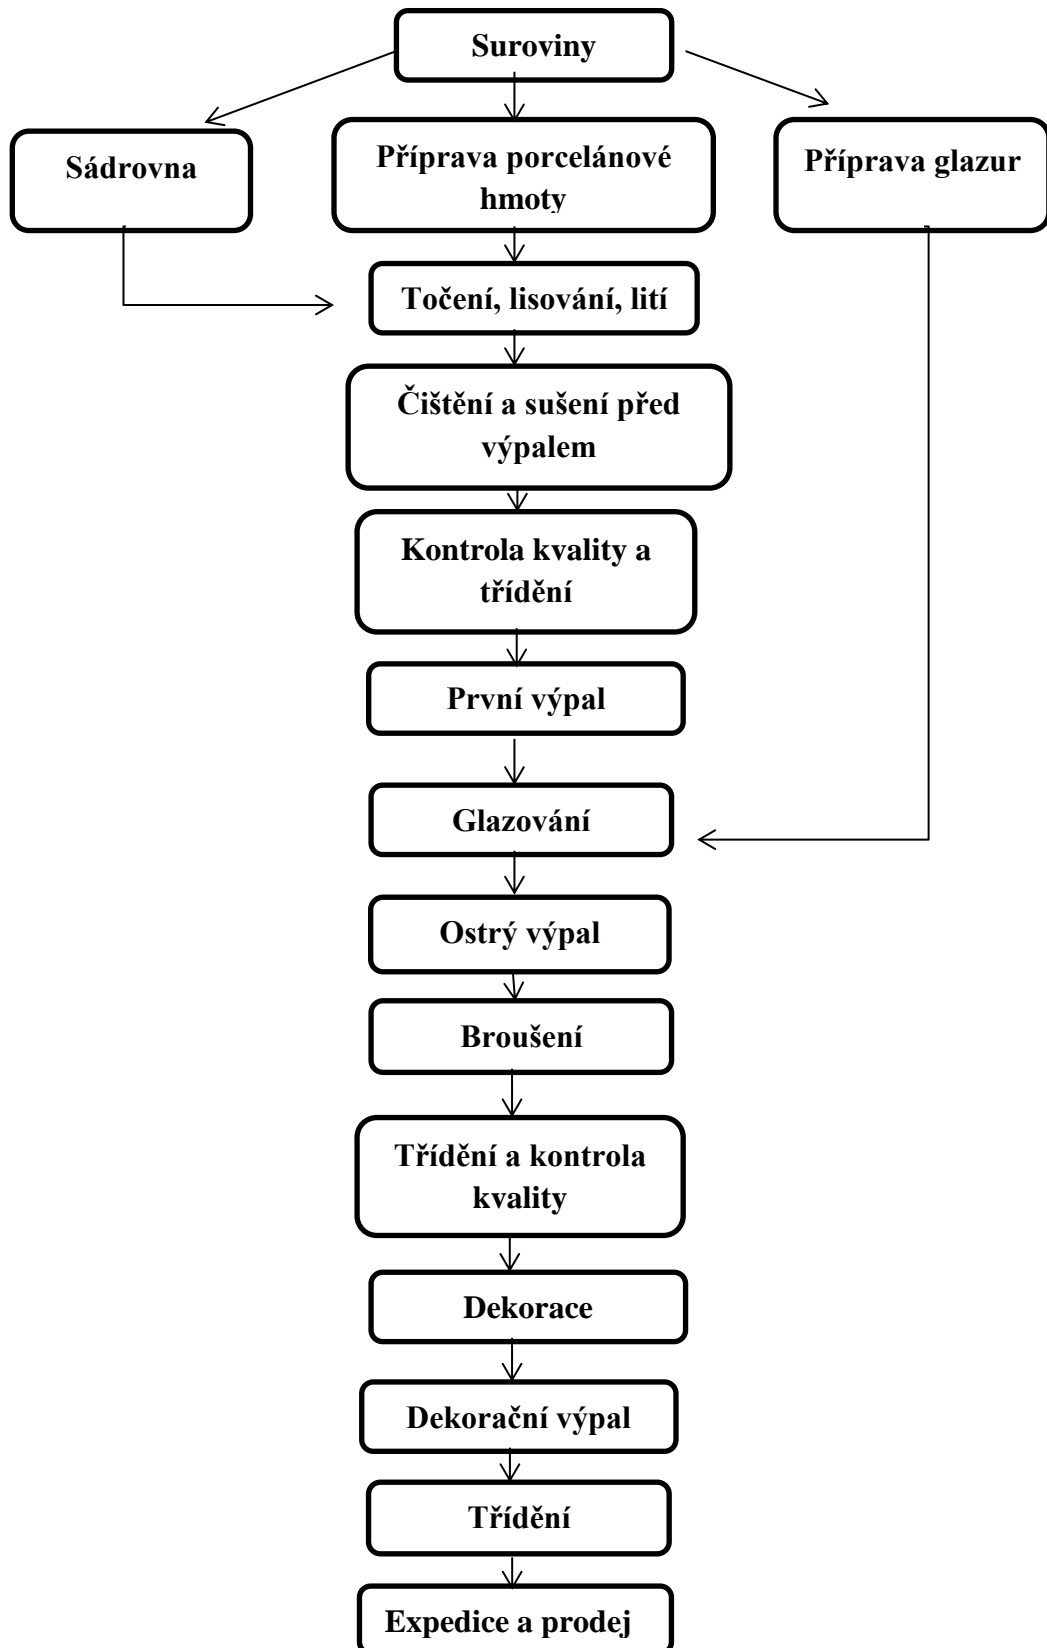 Suroviny
Sádrovna
Příprava porcelánové
hmoty
Příprava glazur
Točení, lisování, lití
Čištění a sušení před
výpalem
Kontrola kvality a
třídění
První výpal
Glazování
Ostrý výpal
Broušení
Třídění a kontrola
kvality
Dekorace
Dekorační výpal
Třídění
Expedice a prodej